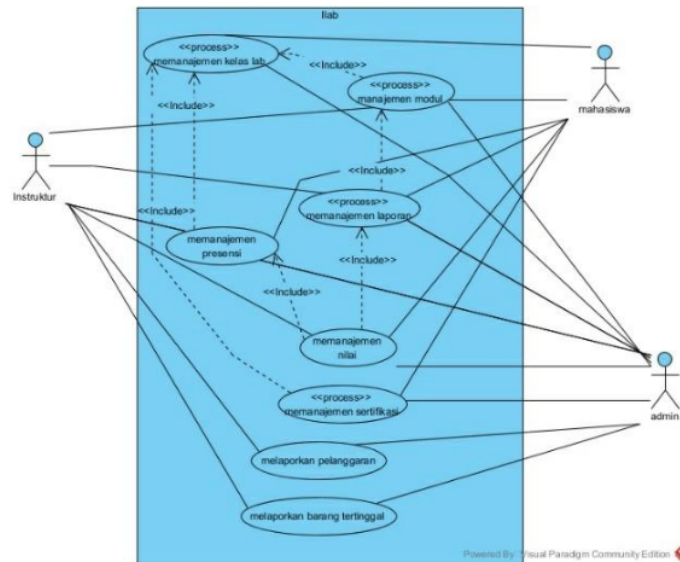 Ilab
<<process>>
memanajemen kelas lab
<<Include>>
<<process>>
manajemen modul
mahasiswa
<<Include>>
Instruktur
<<Include>>
<<process>>
memanajemen laporan
<<Include>>
memanajemen
presensi
<<Include>>
<<Include>>
memanajemen
nilai
<<process>>
memanajemen sertifikasi
admin
melaporkan pelanggaran
melaporkan barang tertinggal
Powered By Visual Paradigm Community Edition